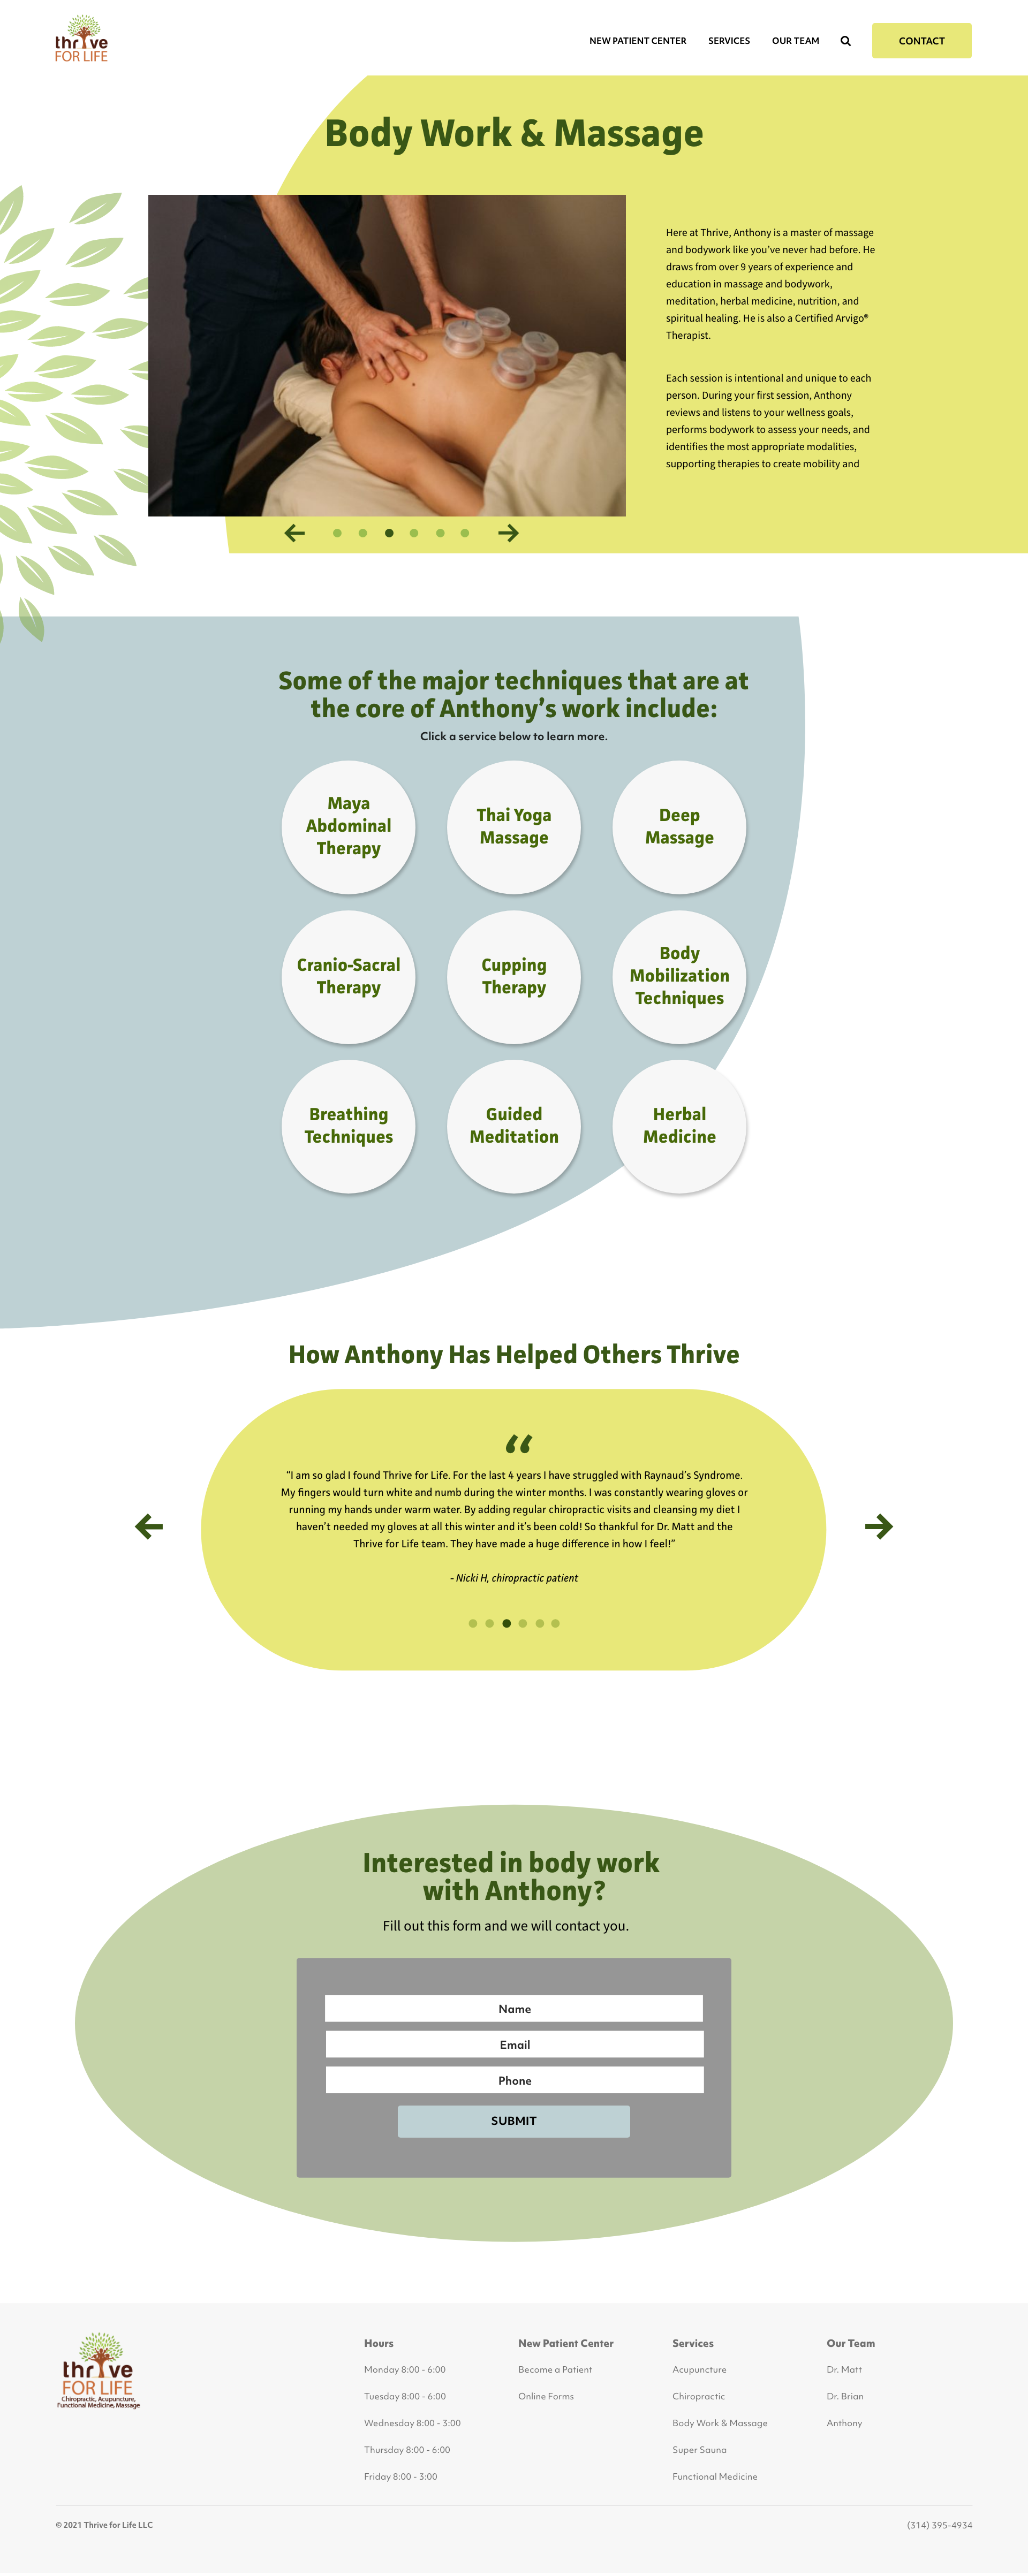 thrive
FOR LIFE
NEW PATIENT CENTER
SERVICES
OUR TEAM
CONTACT
Body Work & Massage
Here at Thrive, Anthony is a master of massage
and bodywork like you’ve never had before. He
draws from over 9 years of experience and
education in massage and bodywork,
meditation, herbal medicine, nutrition, and
spiritual healing. He is also a Certified Arvigo®
Therapist.
Each session is intentional and unique to each
person. During your first session, Anthony
reviews and listens to your wellness goals,
performs bodywork to assess your needs, and
identifies the most appropriate modalities,
supporting therapies to create mobility and
Some of the major techniques that are at
the core of Anthony’s work include:
Click a service below to learn more.
Maya
Abdominal
Therapy
Thai Yoga
Massage
Deep
Massage
Cranio-Sacral
Therapy
Cupping
Therapy
Body
Mobilization
Techniques
Breathing
Techniques
Guided
Meditation
Herbal
Medicine
How Anthony Has Helped Others Thrive
“
“I am so glad I found Thrive for Life. For the last 4 years I have struggled with Raynaud’s Syndrome.
My fingers would turn white and numb during the winter months. I was constantly wearing gloves or
running my hands under warm water. By adding regular chiropractic visits and cleansing my diet I
haven’t needed my gloves at all this winter and it’s been cold! So thankful for Dr. Matt and the
Thrive for Life team. They have made a huge difference in how I feel!”
- Nicki H, chiropractic patient
Interested in body work
with Anthony?
Fill out this form and we will contact you.
Name
Email
Phone
SUBMIT
thrive
FOR LIFE
Chiropractic, Acupuncture,
Functional Medicine, Massage
Hours
Monday 8:00 - 6:00
Tuesday 8:00 - 6:00
Wednesday 8:00 - 3:00
Thursday 8:00 - 6:00
Friday 8:00 - 3:00
New Patient Center
Become a Patient
Online Forms
Services
Acupuncture
Chiropractic
Body Work & Massage
Super Sauna
Functional Medicine
Our Team
Dr. Matt
Dr. Brian
Anthony
© 2021 Thrive for Life LLC
(314) 395-4934